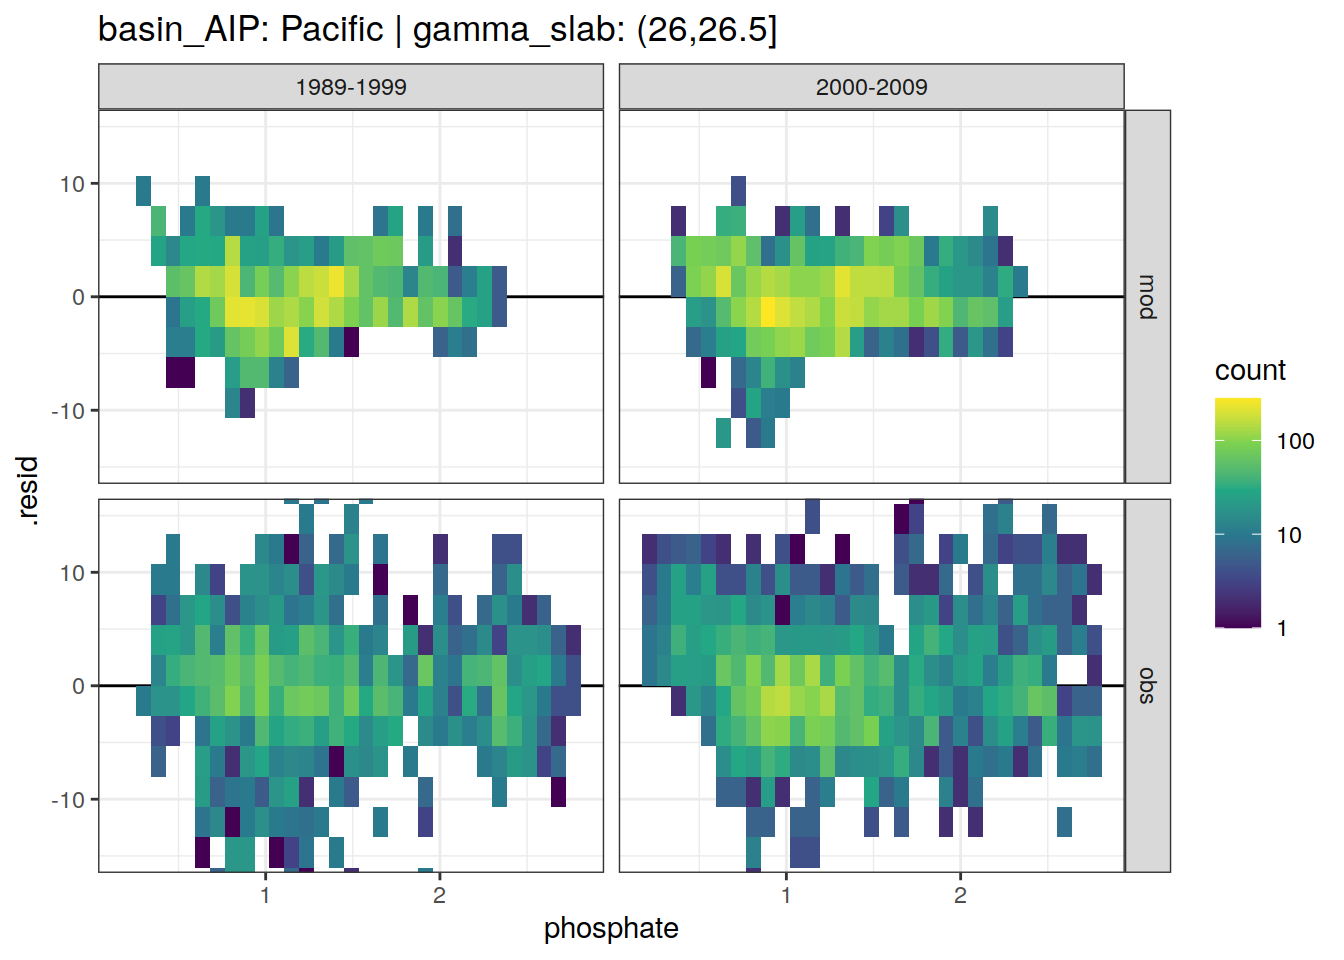 basin_AIP: Pacific | gamma_slab: (26,26.5]
1989-1999
2000-2009
10
0
-10
mod
10
0
-10
obs
.resid
1
2
1
2
phosphate
count
100
10
1